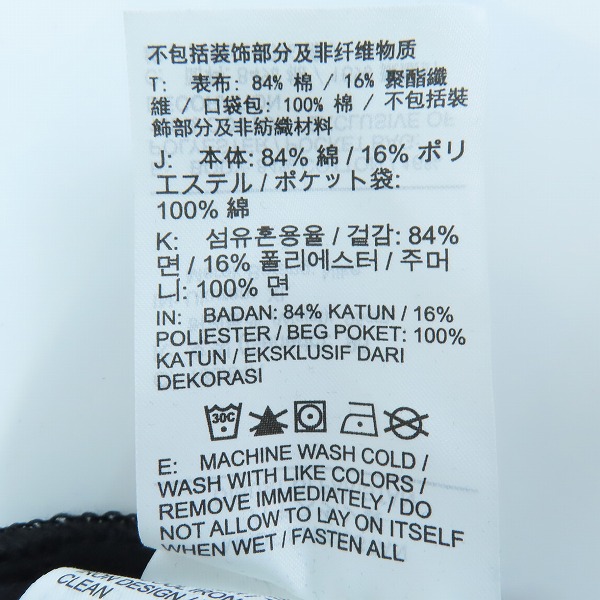 不包括装饰部分及非纤维物质
T: 表布: 84% 棉 / 16% 聚酯纖
維 / 口袋包: 100% 棉 / 不包括裝
飾部分及非紡織材料
J: 本体: 84% 綿 / 16% ポリ
エステル / ポケット袋:
100% 綿
K: 섬유혼용율 / 겉감: 84%
면 / 16% 폴리에스터 / 주머
니: 100% 면
IN: BADAN: 84% KATUN / 16%
POLIESTER / BEG POKET: 100%
KATUN / EKSKLUSIF DARI
DEKORASI
30C
E: MACHINE WASH COLD /
WASH WITH LIKE COLORS /
REMOVE IMMEDIATELY / DO
NOT ALLOW TO LAY ON ITSELF
WHEN WET / FASTEN ALL
CLEAN